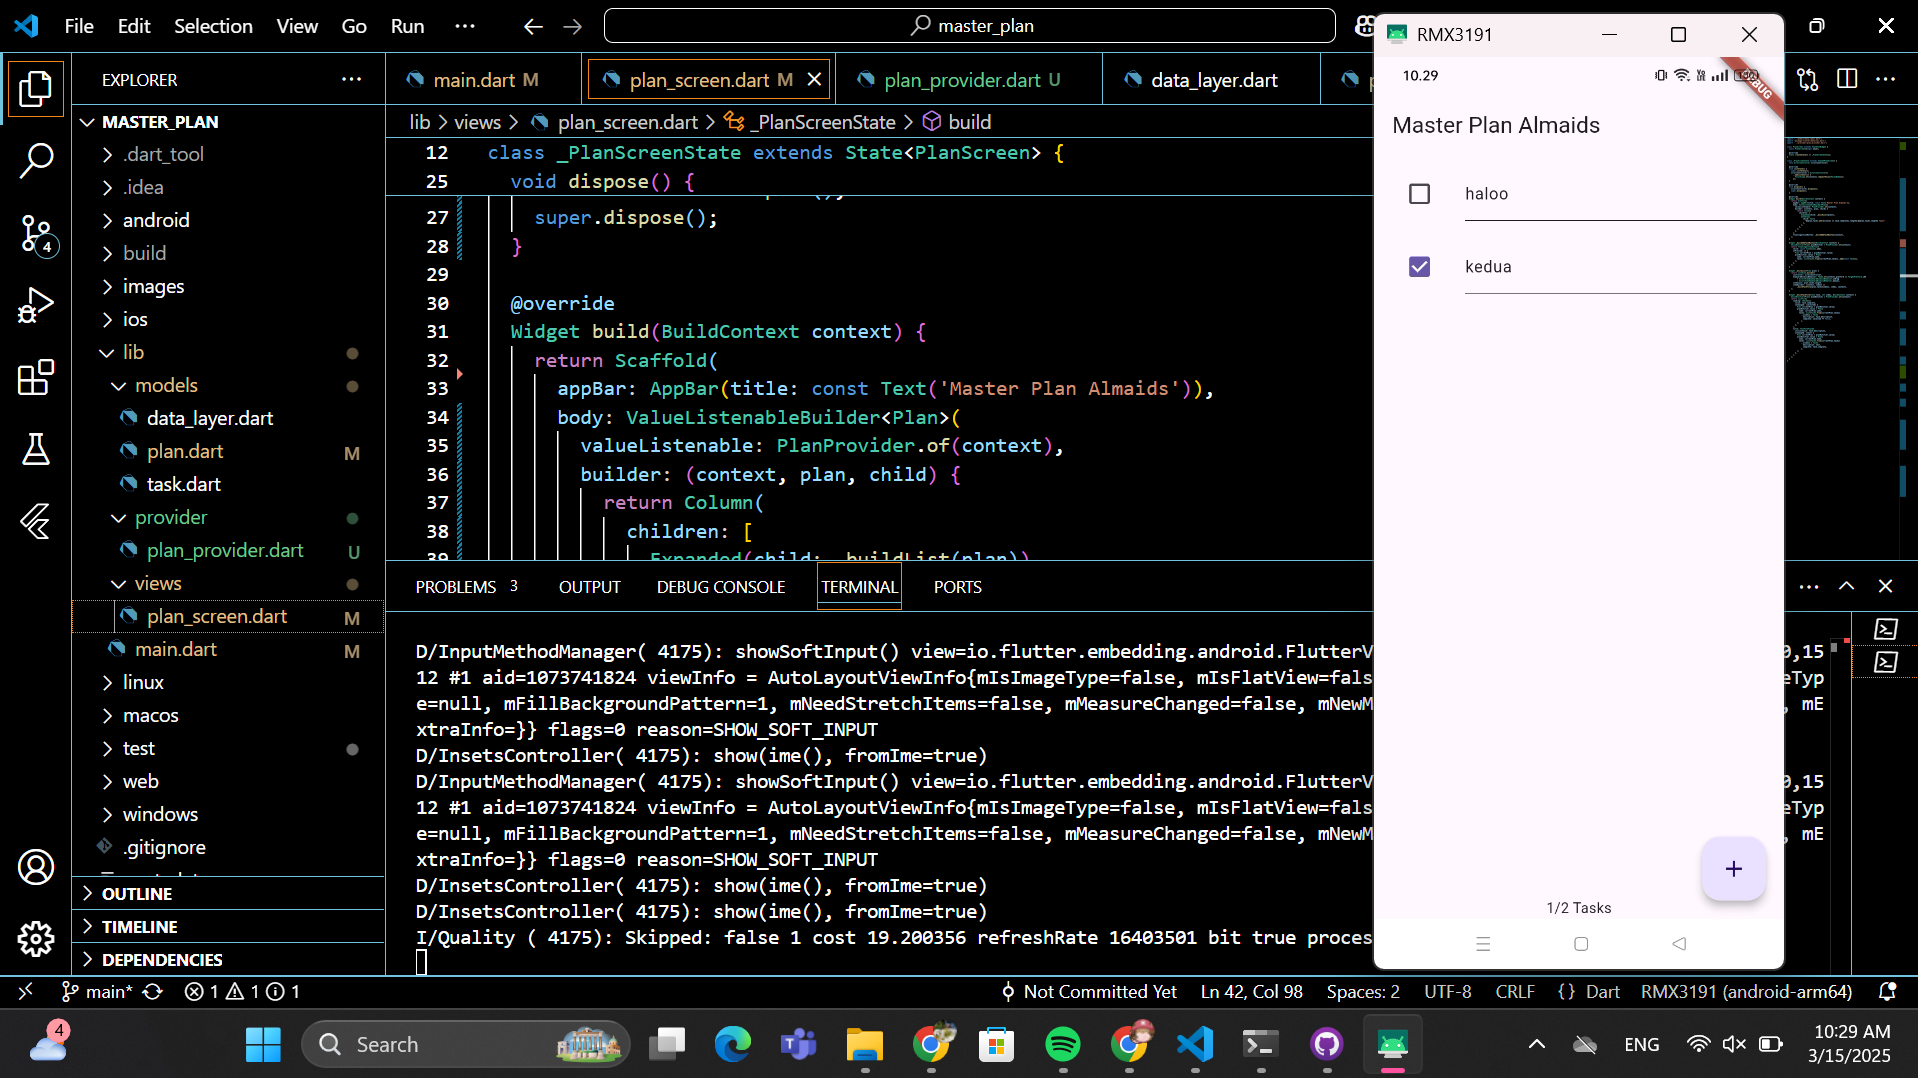 File Edit Selection View Go Run
master_plan
EXPLORER
MASTER_PLAN
.dart_tool
.idea
android
build
images
ios
lib
models
data_layer.dart
plan.dart M
task.dart
provider
plan_provider.dart U
views
plan_screen.dart M
main.dart M
linux
macos
test
web
windows
.gitignore
OUTLINE
TIMELINE
DEPENDENCIES
main.dart M
plan_screen.dart M
plan_provider.dart U
data_layer.dart
lib > views > plan_screen.dart > _PlanScreenState > build
12 class _PlanScreenState extends State<PlanScreen> {
25 void dispose() {
27 super.dispose();
28 }
29
30 @override
31 Widget build(BuildContext context) {
32 return Scaffold(
33 appBar: AppBar(title: const Text('Master Plan Almaids')),
34 body: ValueListenableBuilder<Plan>(
35 valueListenable: PlanProvider.of(context),
36 builder: (context, plan, child) {
37 return Column(
38 children: [
39 Expanded(child: _buildList(plan))
PROBLEMS 3 OUTPUT DEBUG CONSOLE TERMINAL PORTS
D/InputMethodManager( 4175): showSoftInput() view=io.flutter.embedding.android.FlutterV 0,15
12 #1 aid=1073741824 viewInfo = AutoLayoutViewInfo{mIsImageType=false, mIsFlatView=fals eTyp
e=null, mFillBackgroundPattern=1, mNeedStretchItems=false, mMeasureChanged=false, mNewM , mE
xtraInfo=}} flags=0 reason=SHOW_SOFT_INPUT
D/InsetsController( 4175): show(ime(), fromIme=true)
D/InputMethodManager( 4175): showSoftInput() view=io.flutter.embedding.android.FlutterV 0,15
12 #1 aid=1073741824 viewInfo = AutoLayoutViewInfo{mIsImageType=false, mIsFlatView=fals eTyp
e=null, mFillBackgroundPattern=1, mNeedStretchItems=false, mMeasureChanged=false, mNewM , mE
xtraInfo=}} flags=0 reason=SHOW_SOFT_INPUT
D/InsetsController( 4175): show(ime(), fromIme=true)
D/InsetsController( 4175): show(ime(), fromIme=true)
I/Quality ( 4175): Skipped: false 1 cost 19.200356 refreshRate 16403501 bit true proces
RMX3191
10.29
Master Plan Almaids
haloo
kedua
1/2 Tasks
4
main* 1 1 1
Not Committed Yet Ln 42, Col 98 Spaces: 2 UTF-8 CRLF {} Dart RMX3191 (android-arm64)
4
Search
ENG
10:29 AM
3/15/2025